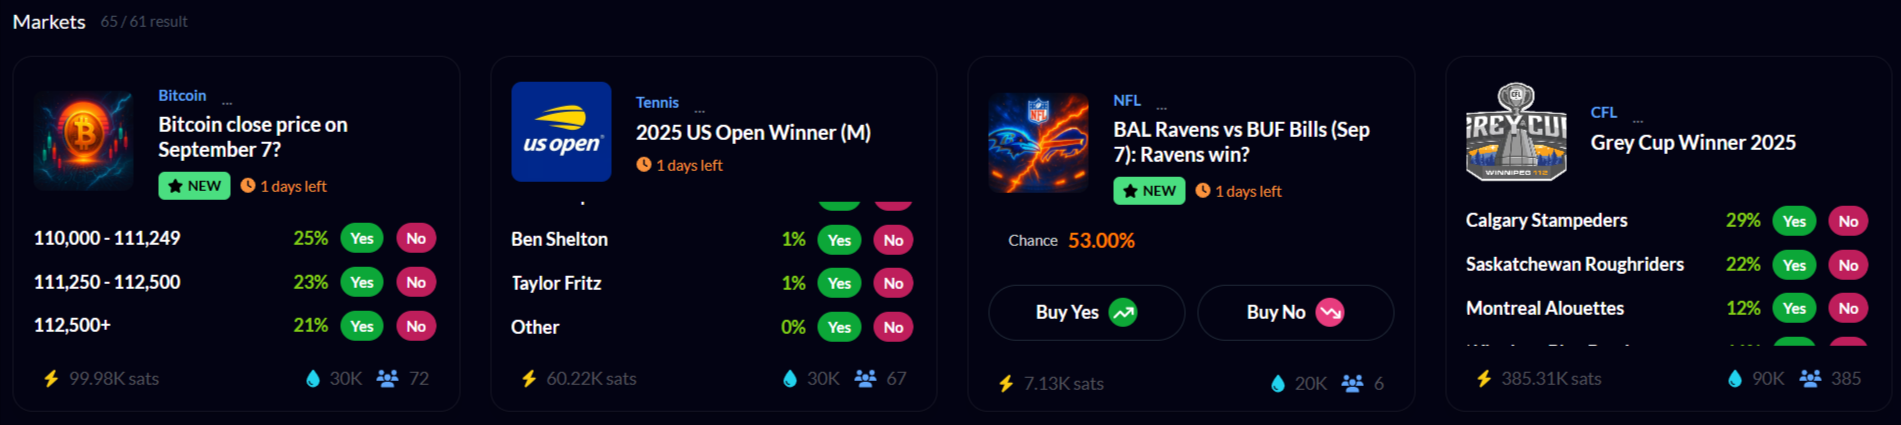 Markets 65 / 61 result
Bitcoin ...
Bitcoin close price on
September 7?
NEW 1 days left
110,000 - 111,249 25% Yes No
111,250 - 112,500 23% Yes No
112,500+ 21% Yes No
99.98K sats 30K 72
us open
Tennis ...
2025 US Open Winner (M)
1 days left
Ben Shelton 1% Yes No
Taylor Fritz 1% Yes No
Other 0% Yes No
60.22K sats 30K 67
NFL
NFL ...
BAL Ravens vs BUF Bills (Sep
7): Ravens win?
NEW 1 days left
Chance 53.00%
Buy Yes Buy No
7.13K sats 20K 6
CFL
GREY CUP
WINNIPEG 112
CFL ...
Grey Cup Winner 2025
Calgary Stampeders 29% Yes No
Saskatchewan Roughriders 22% Yes No
Montreal Alouettes 12% Yes No
385.31K sats 90K 385